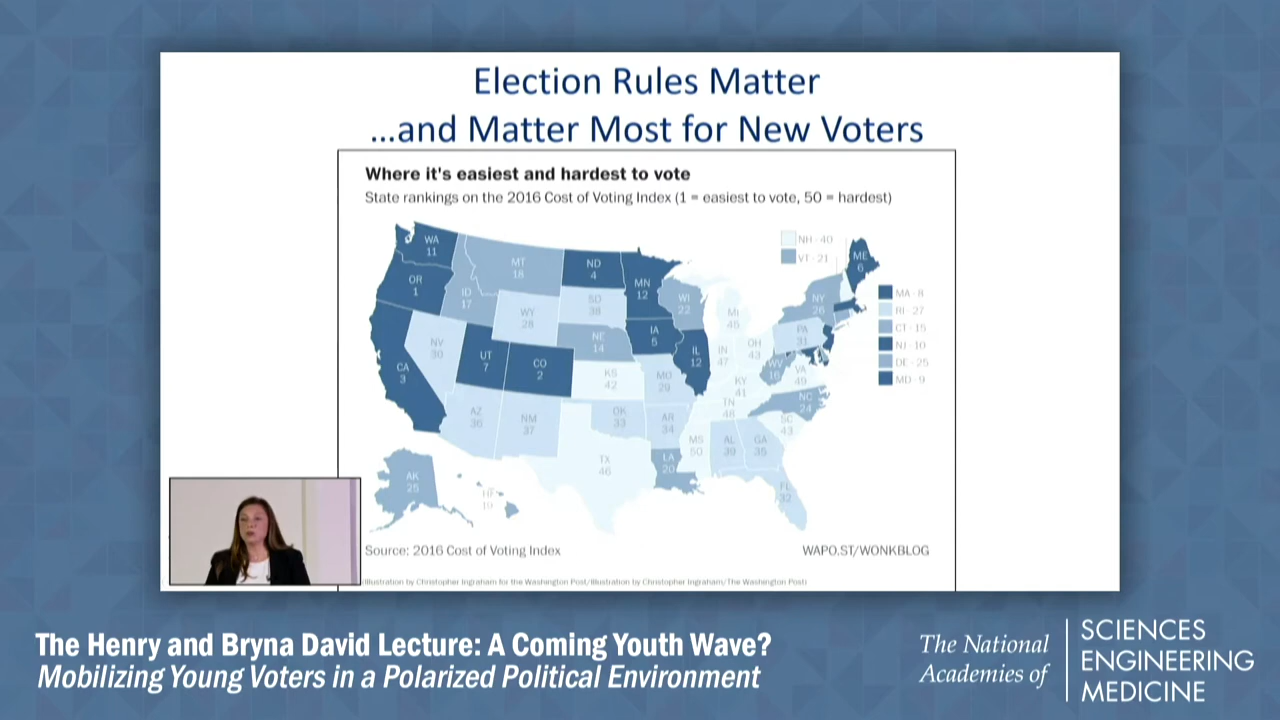 Election Rules Matter
...and Matter Most for New Voters
Where it's easiest and hardest to vote
State rankings on the 2016 Cost of Voting Index (1 = easiest to vote, 50 = hardest)
WA
11
OR
1
CA
3
NV
30
ID
17
MT
18
WY
28
UT
7
CO
2
AZ
36
NM
37
ND
4
SD
38
NE
14
KS
42
OK
33
TX
46
MN
12
IA
5
MO
29
AR
34
LA
20
WI
22
IL
12
MS
50
MI
45
IN
47
KY
41
TN
48
AL
39
OH
43
WV
16
VA
49
NC
24
SC
43
GA
35
FL
32
PA
31
NY
26
ME
6
AK
25
HI
19
NH - 40
VT - 21
MA - 8
RI - 27
CT - 15
NJ - 10
DE - 25
MD - 9
Source: 2016 Cost of Voting Index
WAPO.ST/WONKBLOG
Illustration by Christopher Ingraham for the Washington Post/Illustration by Christopher Ingraham/The Washington Post)
The Henry and Bryna David Lecture: A Coming Youth Wave?
Mobilizing Young Voters in a Polarized Political Environment
The National
Academies of
SCIENCES
ENGINEERING
MEDICINE